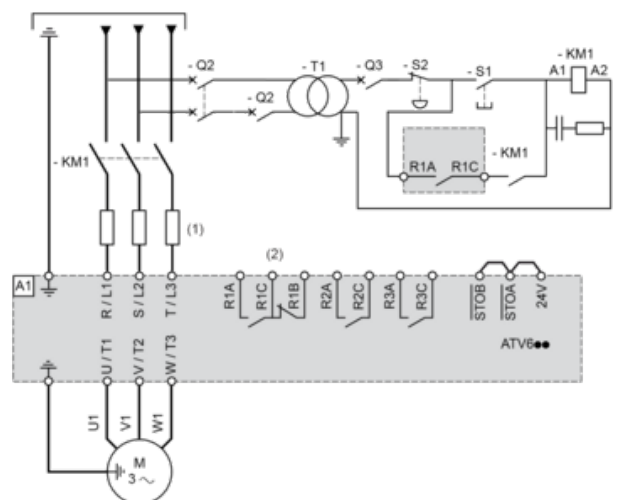 - Q2
- T1
- Q3
- S2
- S1
- KM1
A1
A2
- Q2
- KM1
R1A
R1C
- KM1
(1)
(2)
A1
R / L1
S / L2
T / L3
R1A
R1C
R1B
R2A
R2C
R3A
R3C
STOB
STOA
24V
ATV6●●
U / T1
V / T2
W / T3
U1
V1
W1
M
3 ~